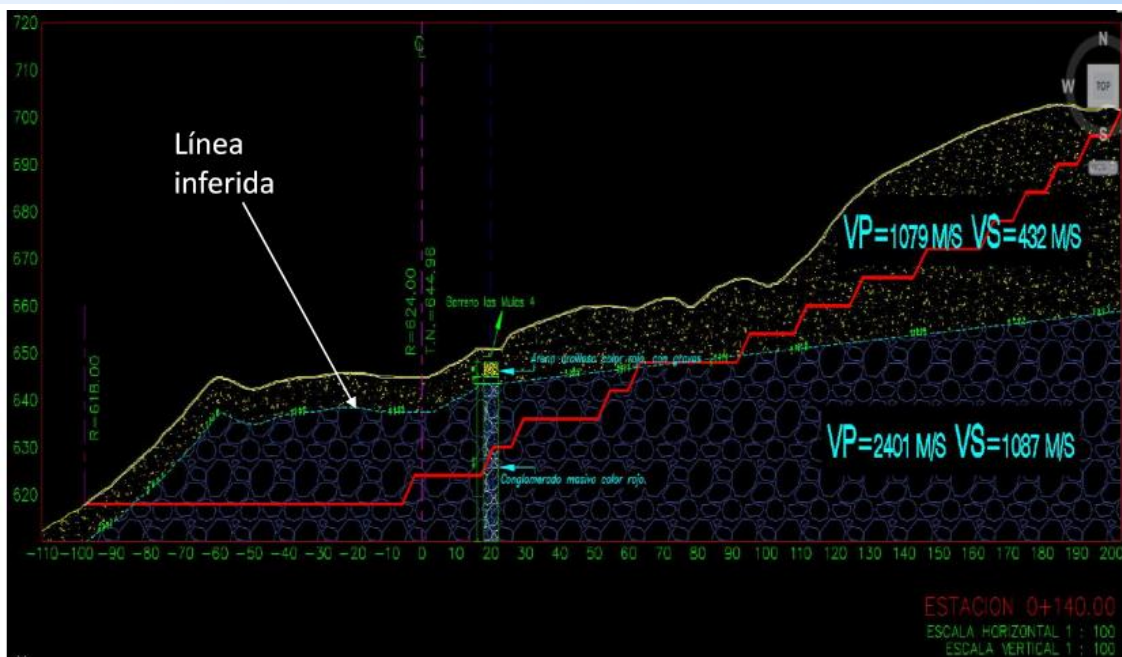 720
710
700
690
680
670
660
650
640
630
620
Línea
inferida
R=618.00
R=624.00
T.N.=644.96
Barreno las Mulas 4
Arena arcillosa color rojo, con gravas
Conglomerado masivo color rojo.
VP=1079 M/S VS=432 M/S
VP=2401 M/S VS=1087 M/S
N
W
TOP
S
-110 -100 -90 -80 -70 -60 -50 -40 -30 -20 -10 0 10 20 30 40 50 60 70 80 90 100 110 120 130 140 150 160 170 180 190 200
ESTACION 0+140.00
ESCALA HORIZONTAL 1 : 100
ESCALA VERTICAL 1 : 100